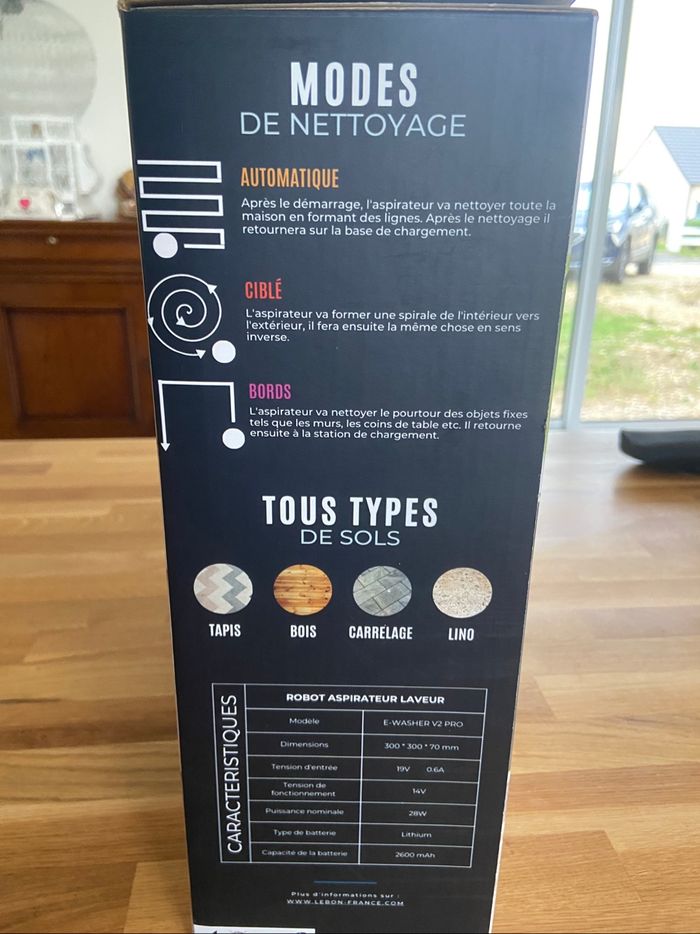 MODES
DE NETTOYAGE
AUTOMATIQUE
Après le démarrage, l'aspirateur va nettoyer toute la
maison en formant des lignes. Après le nettoyage il
retournera sur la base de chargement.
CIBLÉ
L'aspirateur va former une spirale de l'intérieur vers
l'extérieur, il fera ensuite la même chose en sens
inverse.
BORDS
L'aspirateur va nettoyer le pourtour des objets fixes
tels que les murs, les coins de table etc. Il retourne
ensuite à la station de chargement.
TOUS TYPES
DE SOLS
TAPIS BOIS CARRÉLAGE LINO
CARACTERISTIQUES
ROBOT ASPIRATEUR LAVEUR
Modèle E-WASHER V2 PRO
Dimensions 300 * 300 * 70 mm
Tension d'entrée 19V 0.6A
Tension de
fonctionnement 14V
Puissance nominale 28W
Type de batterie Lithium
Capacité de la batterie 2600 mAh
Plus d'informations sur :
WWW.LEBON-FRANCE.COM